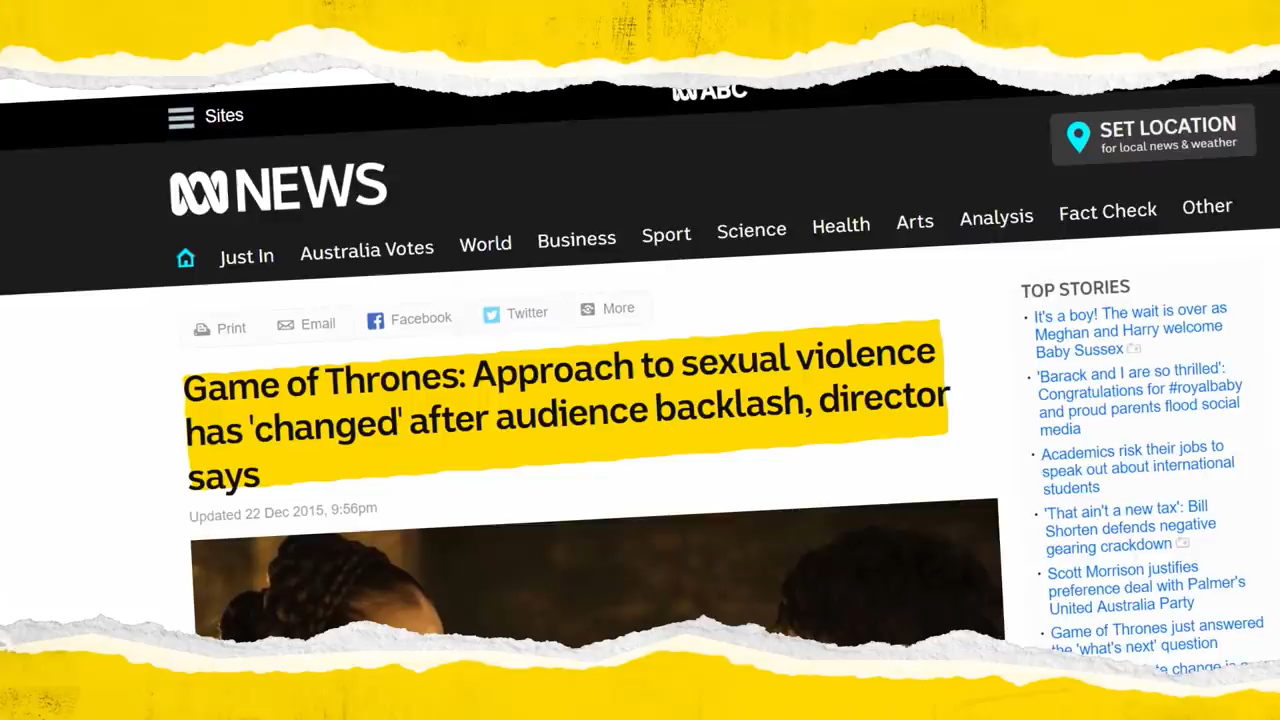 ABC
Sites
SET LOCATION
for local news & weather
NEWS
Just In Australia Votes World Business Sport Science Health Arts Analysis Fact Check Other
Print Email Facebook Twitter More
Game of Thrones: Approach to sexual violence
has 'changed' after audience backlash, director
says
Updated 22 Dec 2015, 9:56pm
TOP STORIES
It's a boy! The wait is over as
Meghan and Harry welcome
Baby Sussex
'Barack and I are so thrilled':
Congratulations for #royalbaby
and proud parents flood social
media
Academics risk their jobs to
speak out about international
students
'That ain't a new tax': Bill
Shorten defends negative
gearing crackdown
Scott Morrison justifies
preference deal with Palmer's
United Australia Party
Game of Thrones just answered
the 'what's next' question
change is